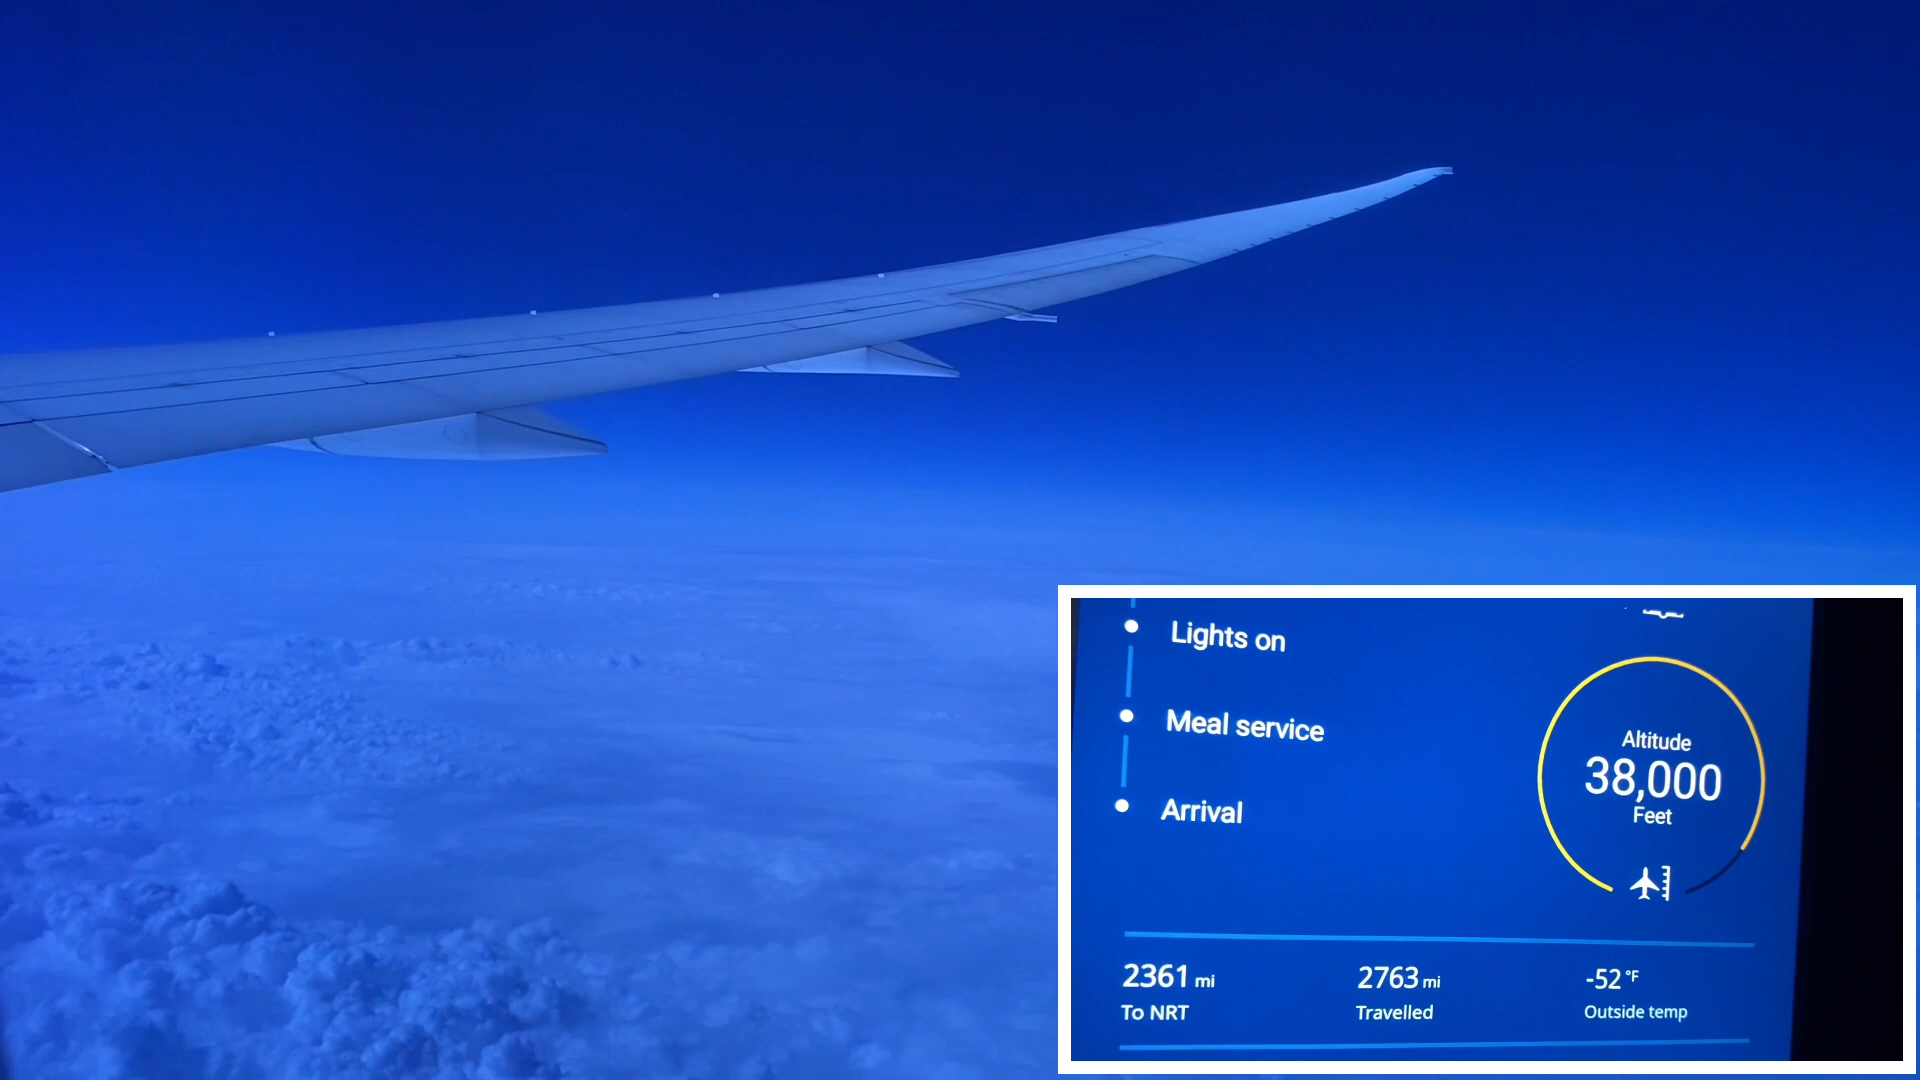 Lights on
Meal service
Arrival
Altitude
38,000
Feet
2361 mi
To NRT
2763 mi
Travelled
-52 °F
Outside temp